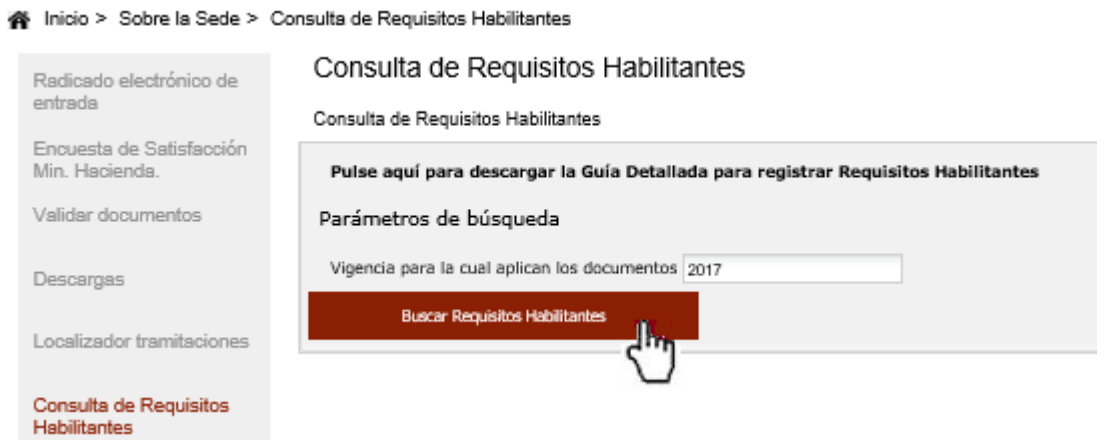 Inicio > Sobre la Sede > Consulta de Requisitos Habilitantes
Radicado electrónico de
entrada
Encuesta de Satisfacción
Min. Hacienda.
Validar documentos
Descargas
Localizador tramitaciones
Consulta de Requisitos
Habilitantes
Consulta de Requisitos Habilitantes
Consulta de Requisitos Habilitantes
Pulse aquí para descargar la Guía Detallada para registrar Requisitos Habilitantes
Parámetros de búsqueda
Vigencia para la cual aplican los documentos 2017
Buscar Requisitos Habilitantes